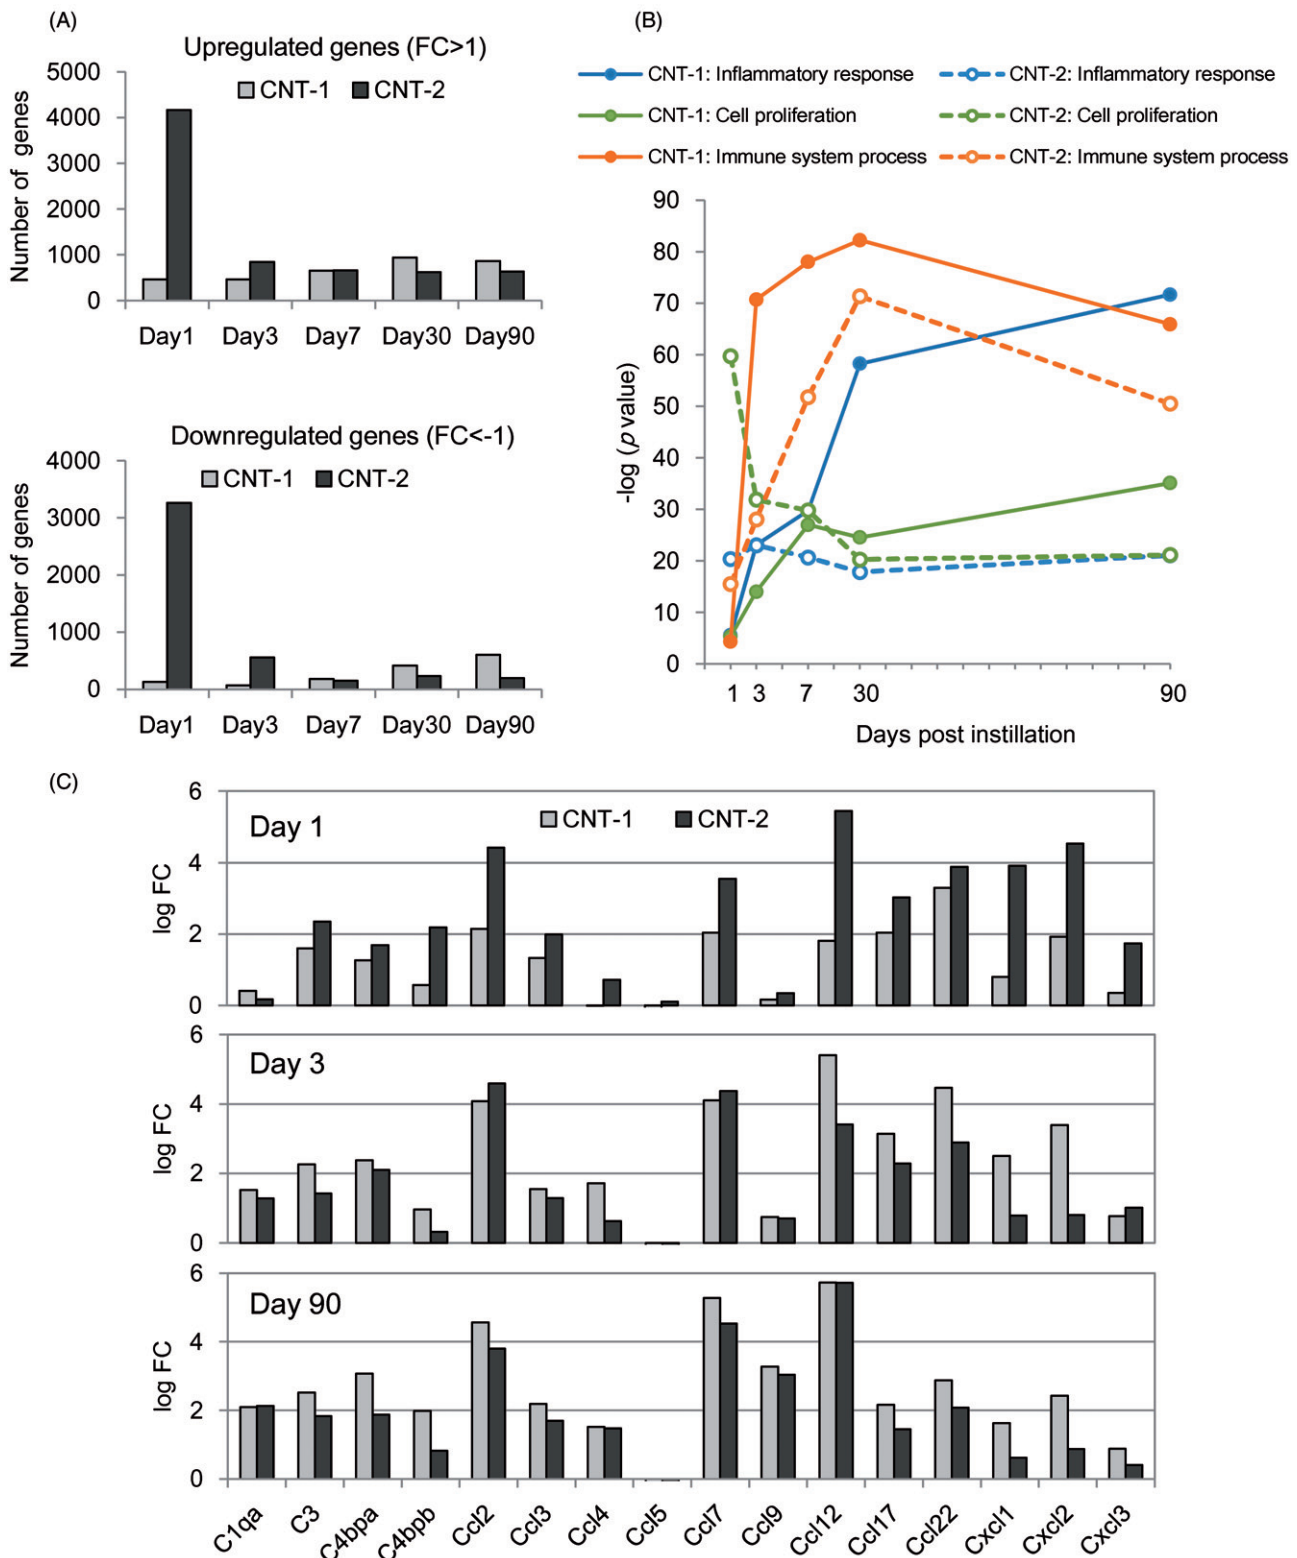 (A)
Upregulated genes (FC>1)
CNT-1 CNT-2
Number of genes
5000
4000
3000
2000
1000
0
Day1 Day3 Day7 Day30 Day90
Downregulated genes (FC<-1)
CNT-1 CNT-2
Number of genes
4000
3000
2000
1000
0
Day1 Day3 Day7 Day30 Day90
(B)
CNT-1: Inflammatory response CNT-2: Inflammatory response
CNT-1: Cell proliferation CNT-2: Cell proliferation
CNT-1: Immune system process CNT-2: Immune system process
-log (p value)
90
80
70
60
50
40
30
20
10
0
1 3 7 30 90
Days post instillation
(C)
Day 1
CNT-1 CNT-2
log FC
6
4
2
0
Day 3
log FC
6
4
2
0
Day 90
log FC
6
4
2
0
C1qa C3 C4bpa C4bpb Ccl2 Ccl3 Ccl4 Ccl5 Ccl7 Ccl9 Ccl12 Ccl17 Ccl22 Cxcl1 Cxcl2 Cxcl3